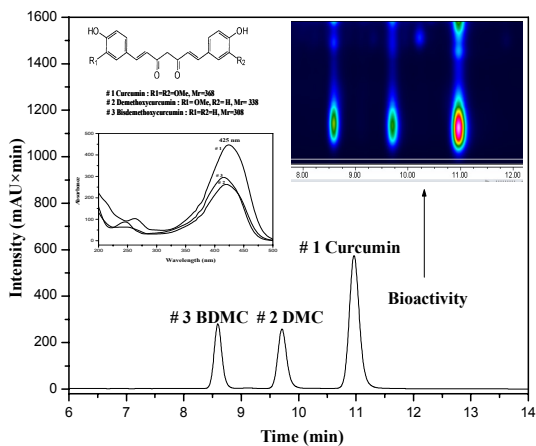 1600
1400
1200
1000
800
600
400
200
0
Intensity (mAU×min)
6 7 8 9 10 11 12 13 14
Time (min)
HO
OH
R1
R2
O O
# 1 Curcumin : R1=R2=OMe, Mr=368
# 2 Demethoxycurcumin : R1= OMe, R2= H, Mr= 338
# 3 Bisdemethoxycurcumin : R1=R2=H, Mr=308
500
400
300
200
100
0
Absorbance
425 nm
# 1
# 3
# 2
200 250 300 350 400 450 500
Wavelength (nm)
8.00 9.00 10.00 11.00 12.00
Bioactivity
# 3 BDMC # 2 DMC # 1 Curcumin